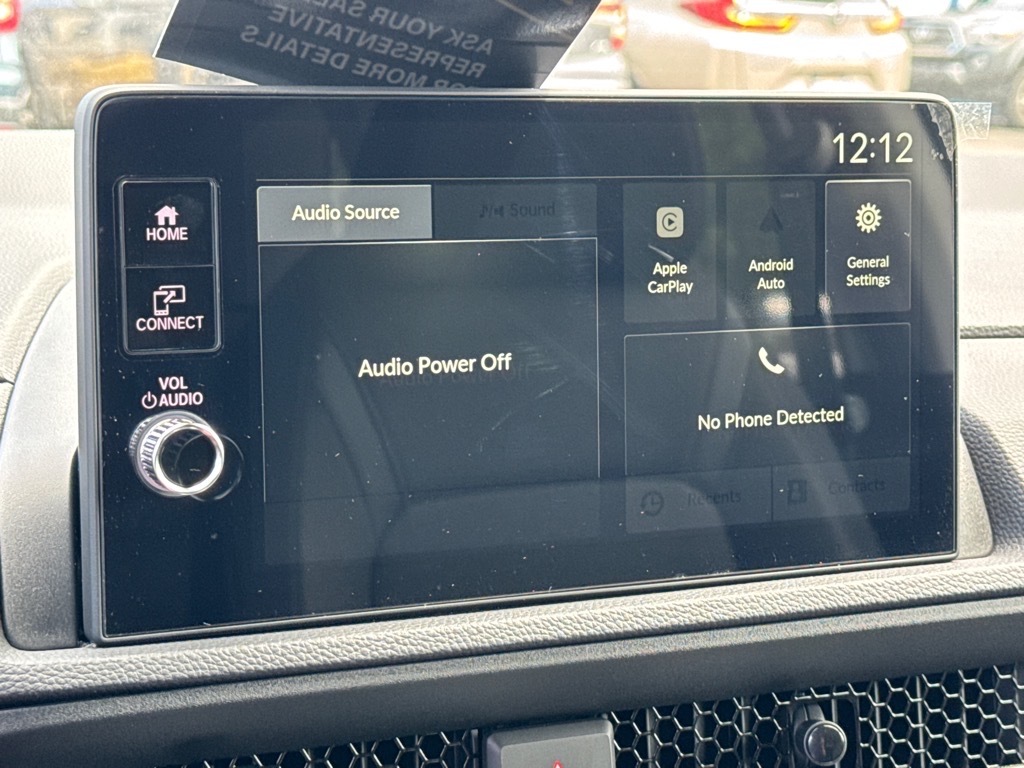 ASK YOUR SALES
REPRESENTATIVE
FOR MORE DETAILS
12:12
HOME
CONNECT
VOL
AUDIO
Audio Source
Sound
Audio Power Off
Apple
CarPlay
Android
Auto
General
Settings
No Phone Detected
Recents
Contacts